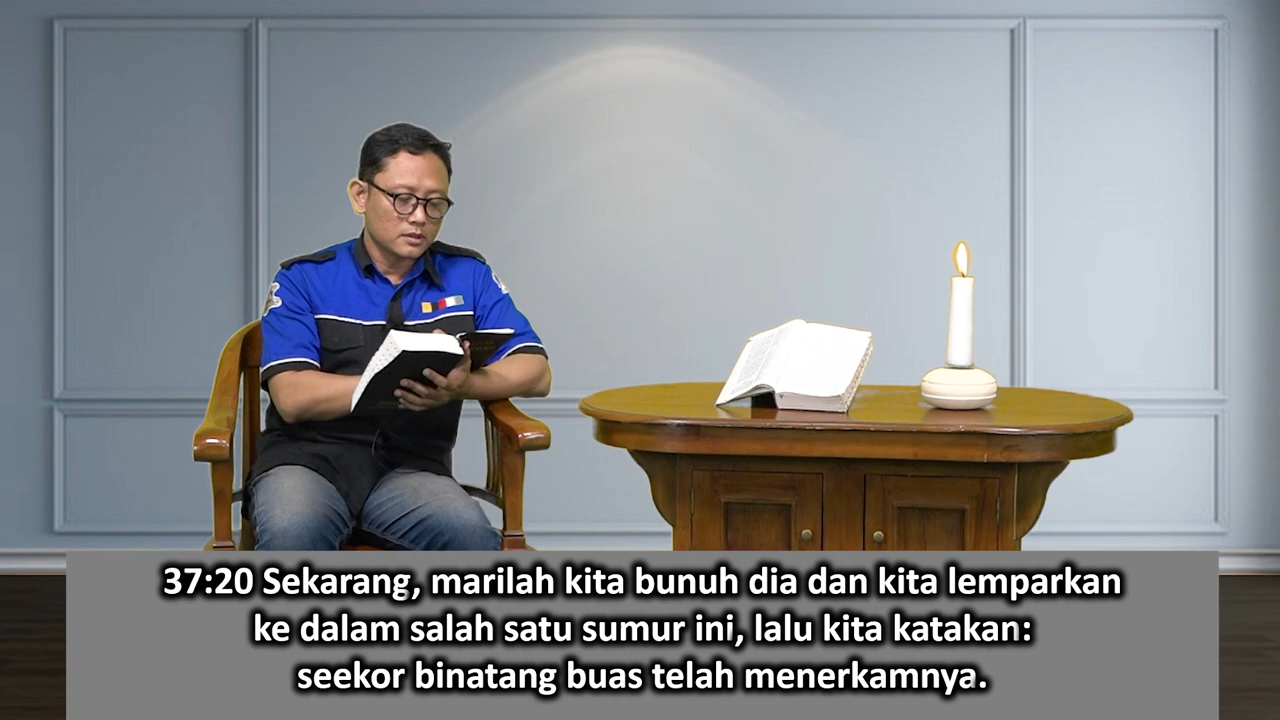 37:20 Sekarang, marilah kita bunuh dia dan kita lemparkan
ke dalam salah satu sumur ini, lalu kita katakan:
seekor binatang buas telah menerkamnya.